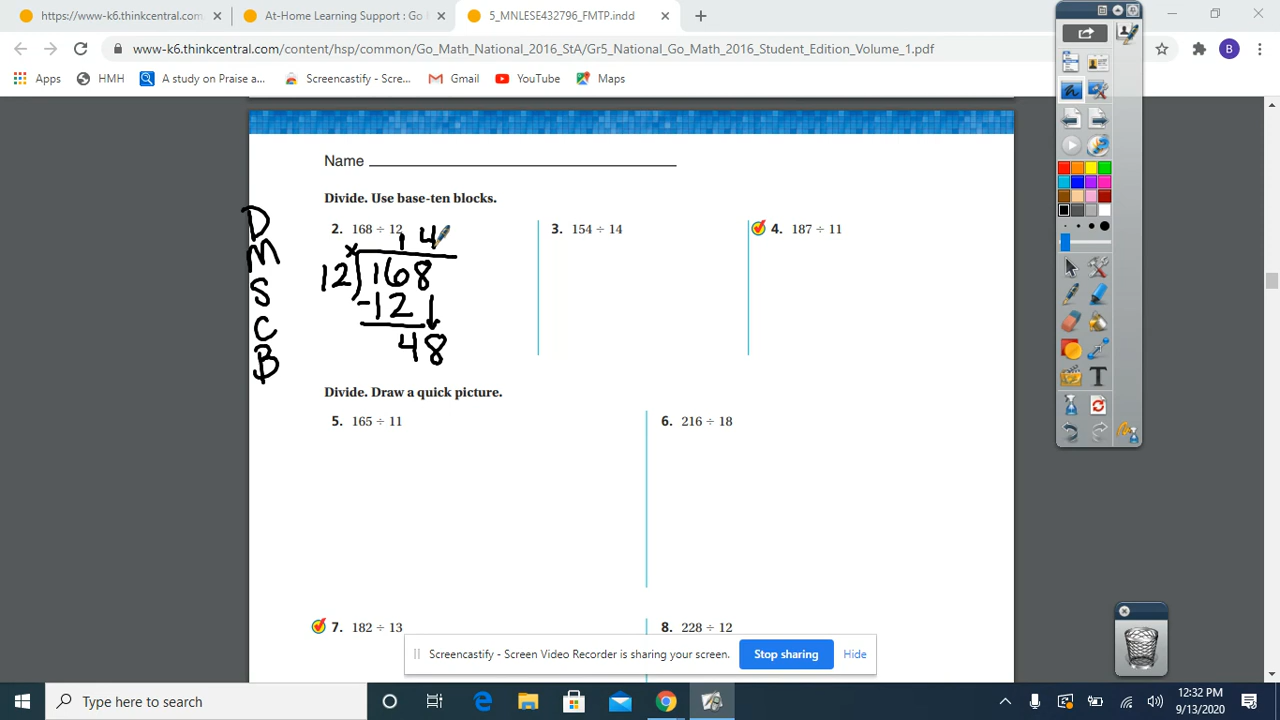 https://www-k6.thinkcentral.com
At-Home Learning Support
5_MNLESE432796_FMTP.indd
www-k6.thinkcentral.com/content/hsp/common/Go_Math_National_2016_StA/Gr5_National_Go_Math_2016_Student_Edition_Volume_1.pdf
B
Apps
HMH
A study on Praise a...
Screencastify - Scre...
Gmail
YouTube
Maps
Name
Divide. Use base-ten blocks.
2. 168 ÷ 12
3. 154 ÷ 14
4. 187 ÷ 11
D
M
S
C
B
1 4
x
12 168
-12
48
Divide. Draw a quick picture.
5. 165 ÷ 11
6. 216 ÷ 18
7. 182 ÷ 13
8. 228 ÷ 12
Screencastify - Screen Video Recorder is sharing your screen.
Stop sharing
Hide
Type here to search
12:32 PM
9/13/2020